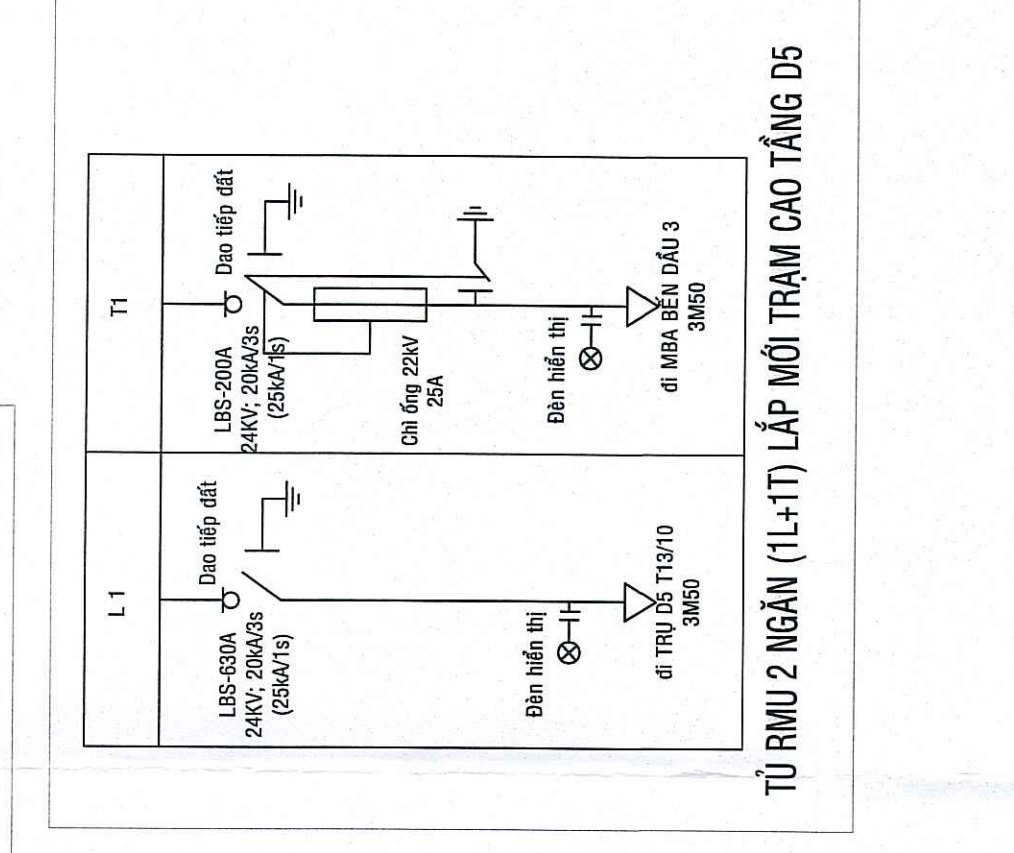 L1
T1
Dao tiếp đất
LBS-630A
24KV; 20kA/3s
(25kA/1s)
Đèn hiển thị
đi TRỤ D5 T13/10
3M50
Dao tiếp đất
LBS-200A
24KV; 20kA/3s
(25kA/1s)
Chì ống 22kV
25A
Đèn hiển thị
đi MBA BẾN DẦU 3
3M50
TỦ RMU 2 NGĂN (1L+1T) LẮP MỚI TRẠM CAO TẦNG D5